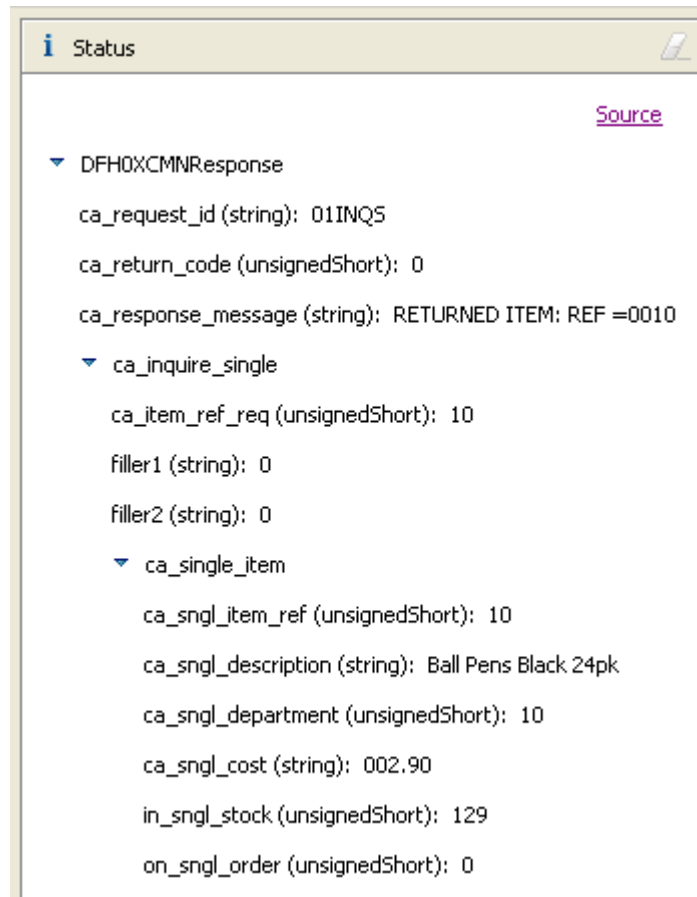 Status
Source
DFH0XCMNResponse
ca_request_id (string): 01INQS
ca_return_code (unsignedShort): 0
ca_response_message (string): RETURNED ITEM: REF =0010
ca_inquire_single
ca_item_ref_req (unsignedShort): 10
filler1 (string): 0
filler2 (string): 0
ca_single_item
ca_sngl_item_ref (unsignedShort): 10
ca_sngl_description (string): Ball Pens Black 24pk
ca_sngl_department (unsignedShort): 10
ca_sngl_cost (string): 002.90
in_sngl_stock (unsignedShort): 129
on_sngl_order (unsignedShort): 0